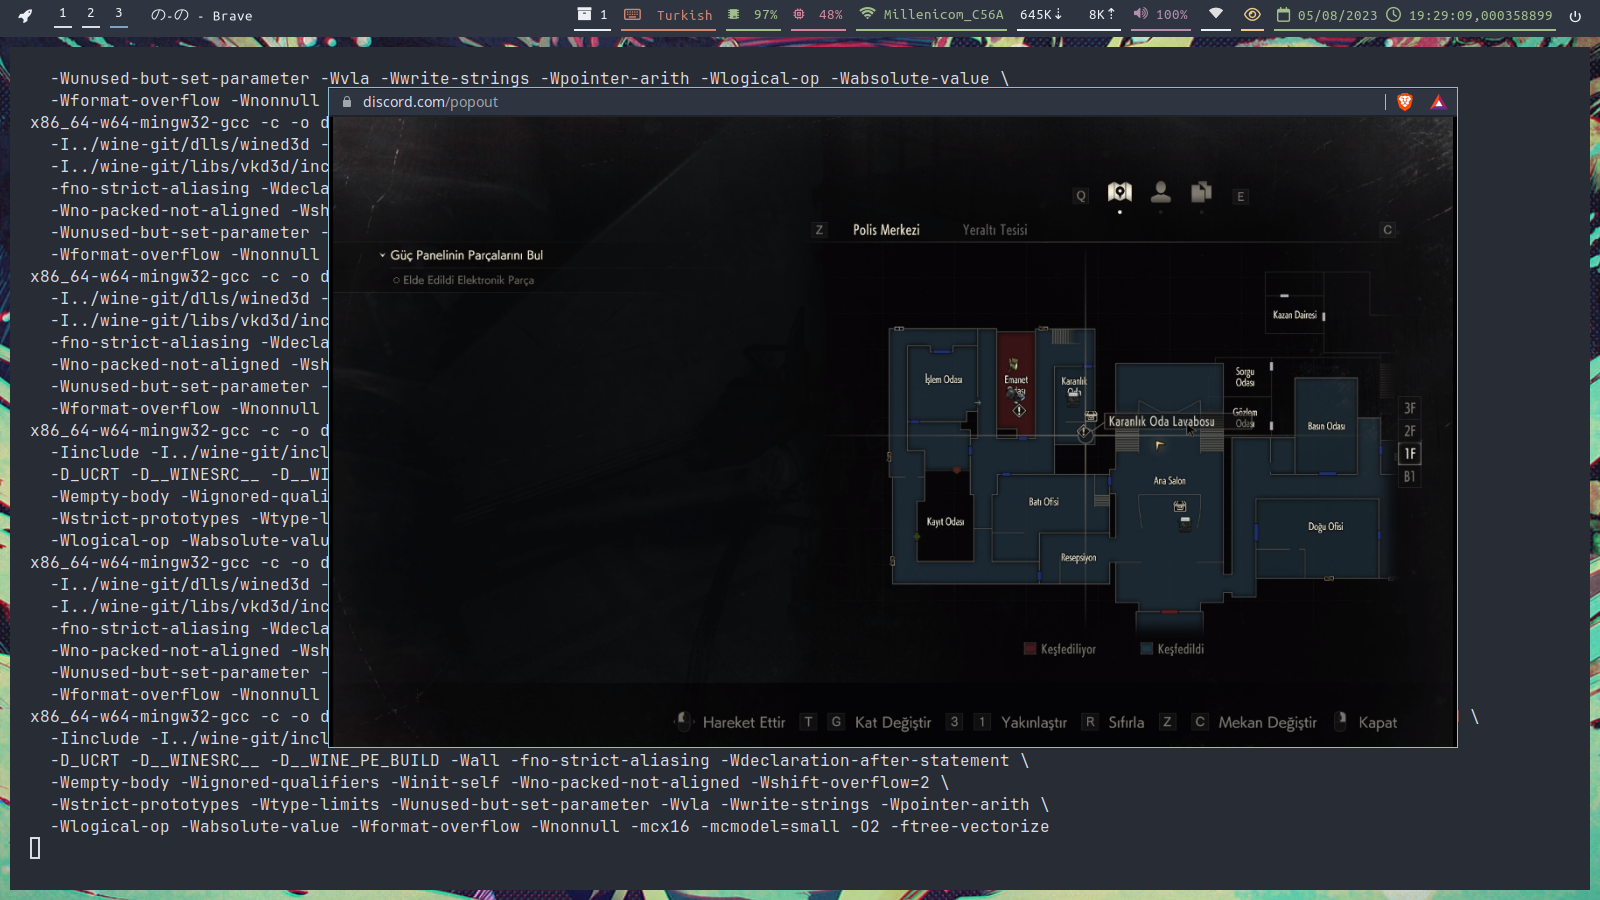 1 2 3 の-の - Brave 1 Turkish 97% 48% Millenicom_C56A 645K↓ 8K↑ 100% 05/08/2023 19:29:09,000358899
-Wunused-but-set-parameter -Wvla -Wwrite-strings -Wpointer-arith -Wlogical-op -Wabsolute-value \
-Wformat-overflow -Wnonnull
x86_64-w64-mingw32-gcc -c -o d
-I../wine-git/dlls/wined3d -
-I../wine-git/libs/vkd3d/inc
-fno-strict-aliasing -Wdecla
-Wno-packed-not-aligned -Wsh
-Wunused-but-set-parameter -
-Wformat-overflow -Wnonnull
x86_64-w64-mingw32-gcc -c -o d
-I../wine-git/dlls/wined3d -
-I../wine-git/libs/vkd3d/inc
-fno-strict-aliasing -Wdecla
-Wno-packed-not-aligned -Wsh
-Wunused-but-set-parameter -
-Wformat-overflow -Wnonnull
x86_64-w64-mingw32-gcc -c -o d
-Iinclude -I../wine-git/incl
-D_UCRT -D__WINESRC__ -D__WI
-Wempty-body -Wignored-quali
-Wstrict-prototypes -Wtype-l
-Wlogical-op -Wabsolute-valu
x86_64-w64-mingw32-gcc -c -o d
-I../wine-git/dlls/wined3d -
-I../wine-git/libs/vkd3d/inc
-fno-strict-aliasing -Wdecla
-Wno-packed-not-aligned -Wsh
-Wunused-but-set-parameter -
-Wformat-overflow -Wnonnull
x86_64-w64-mingw32-gcc -c -o d \
-Iinclude -I../wine-git/incl
-D_UCRT -D__WINESRC__ -D__WINE_PE_BUILD -Wall -fno-strict-aliasing -Wdeclaration-after-statement \
-Wempty-body -Wignored-qualifiers -Winit-self -Wno-packed-not-aligned -Wshift-overflow=2 \
-Wstrict-prototypes -Wtype-limits -Wunused-but-set-parameter -Wvla -Wwrite-strings -Wpointer-arith \
-Wlogical-op -Wabsolute-value -Wformat-overflow -Wnonnull -mcx16 -mcmodel=small -O2 -ftree-vectorize
discord.com/popout
Q E
Z Polis Merkezi Yeraltı Tesisi C
Güç Panelinin Parçalarını Bul
Elde Edildi Elektronik Parça
Kazan Dairesi
İşlem Odası
Emanet
Odası
Karanlık
Oda
Sorgu
Odası
Gözlem
Odası
Karanlık Oda Lavabosu
Basın Odası
3F
2F
1F
B1
Ana Salon
Batı Ofisi
Kayıt Odası
Doğu Ofisi
Resepsiyon
Keşfediliyor Keşfedildi
Hareket Ettir T G Kat Değiştir 3 1 Yakınlaştır R Sıfırla Z C Mekan Değiştir Kapat